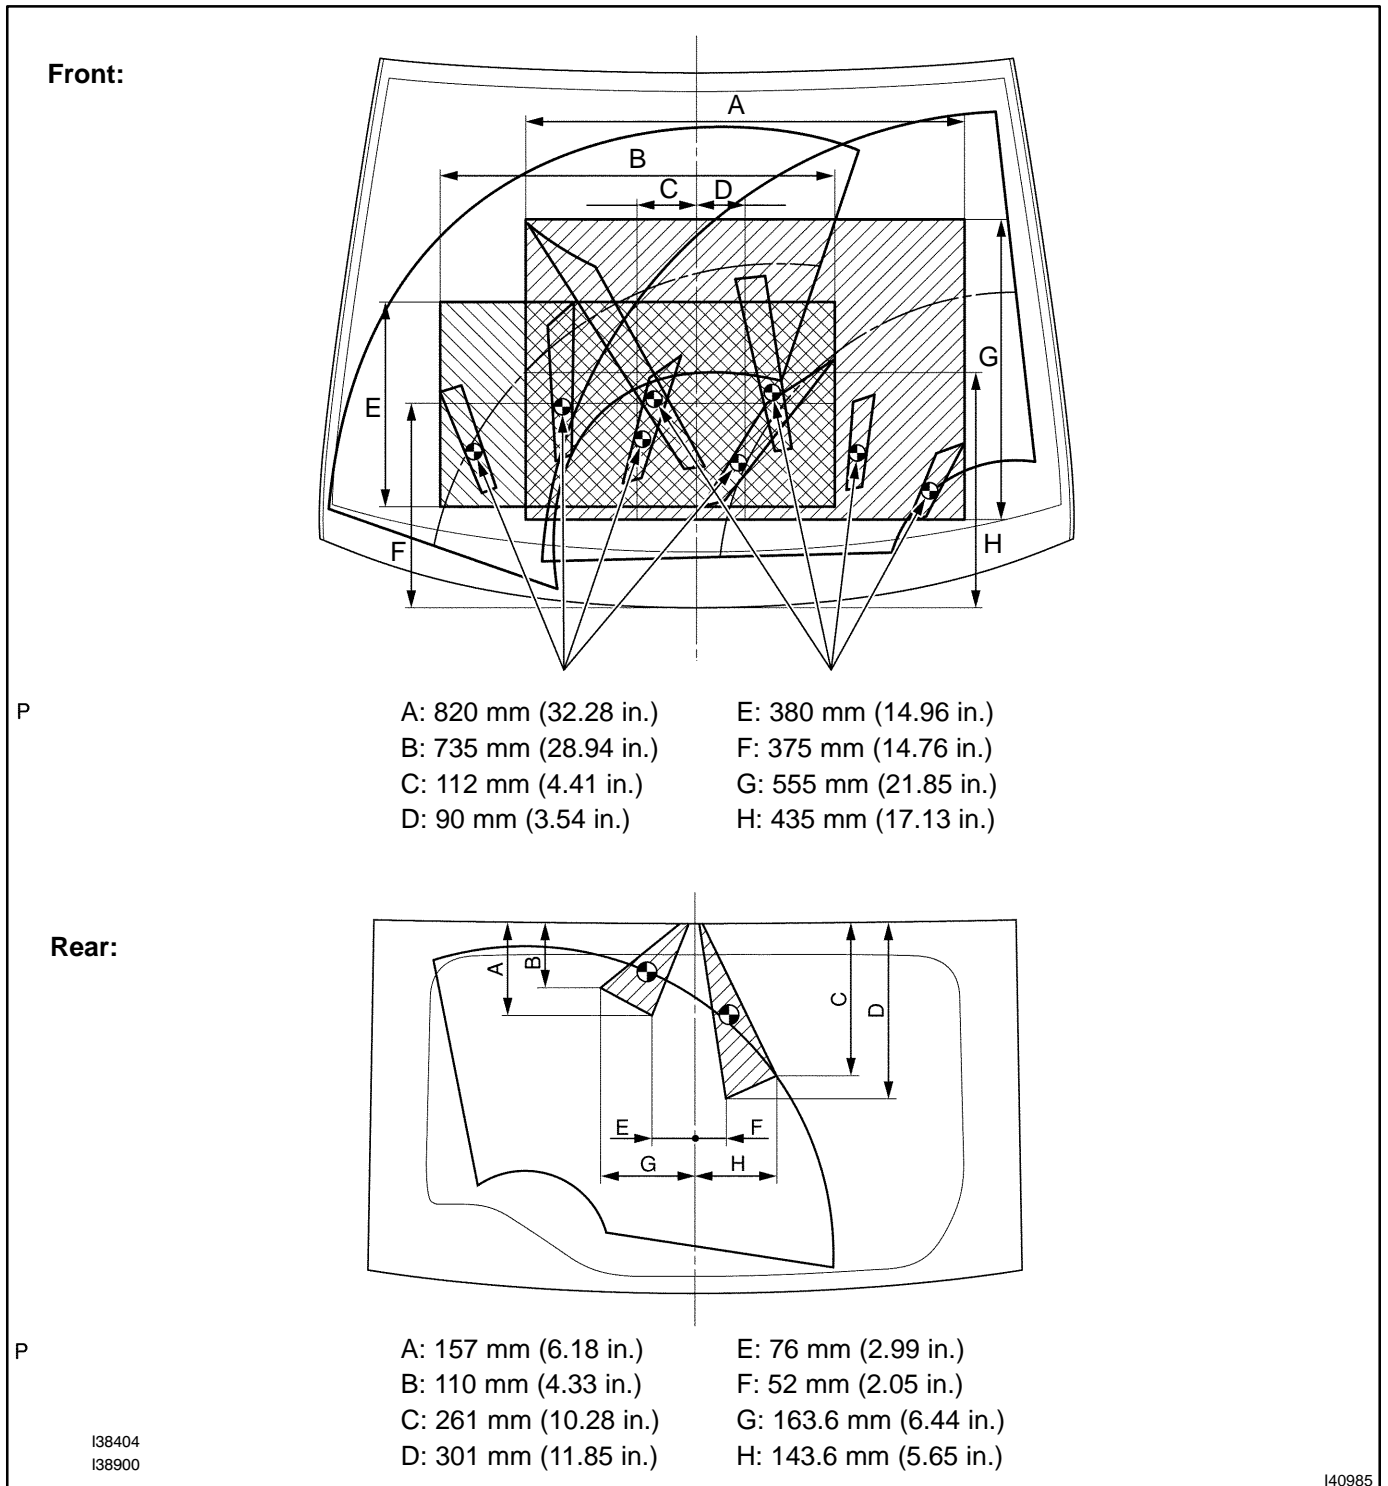 Front:
A
B
C D
E
G
F
H
P
A: 820 mm (32.28 in.)
B: 735 mm (28.94 in.)
C: 112 mm (4.41 in.)
D: 90 mm (3.54 in.)
E: 380 mm (14.96 in.)
F: 375 mm (14.76 in.)
G: 555 mm (21.85 in.)
H: 435 mm (17.13 in.)
Rear:
A
B
C
D
E F
G H
P
A: 157 mm (6.18 in.)
B: 110 mm (4.33 in.)
C: 261 mm (10.28 in.)
D: 301 mm (11.85 in.)
E: 76 mm (2.99 in.)
F: 52 mm (2.05 in.)
G: 163.6 mm (6.44 in.)
H: 143.6 mm (5.65 in.)
I38404
I38900
I40985